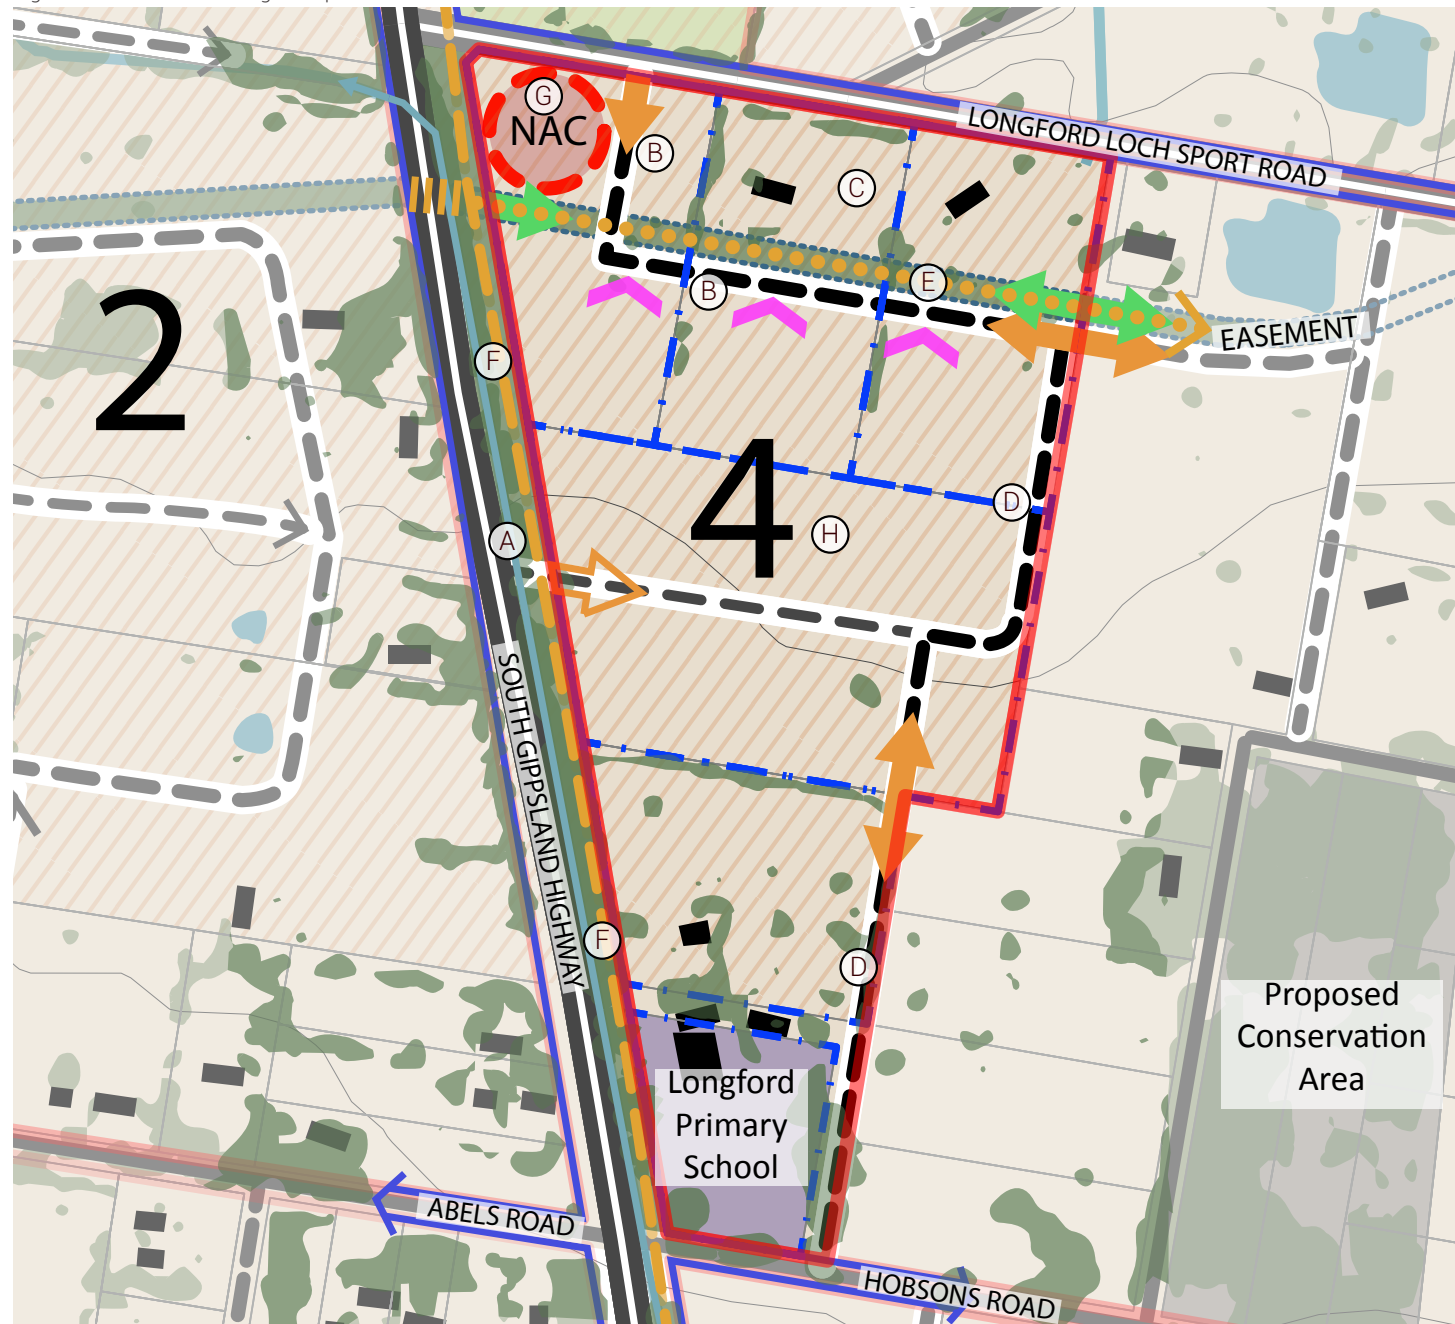 G
NAC
B
LONGFORD LOCH SPORT ROAD
C
E
B
EASEMENT
2
F
4
D
H
A
SOUTH GIPPSLAND HIGHWAY
F
D
Proposed
Conservation
Area
Longford
Primary
School
ABELS ROAD
HOBSONS ROAD